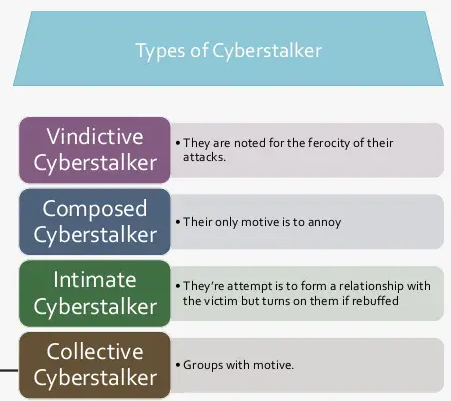 Types of Cyberstalker
Vindictive
Cyberstalker
• They are noted for the ferocity of their
attacks.
Composed
Cyberstalker
• Their only motive is to annoy
Intimate
Cyberstalker
• They're attempt is to form a relationship with
the victim but turns on them if rebuffed
Collective
Cyberstalker
• Groups with motive.